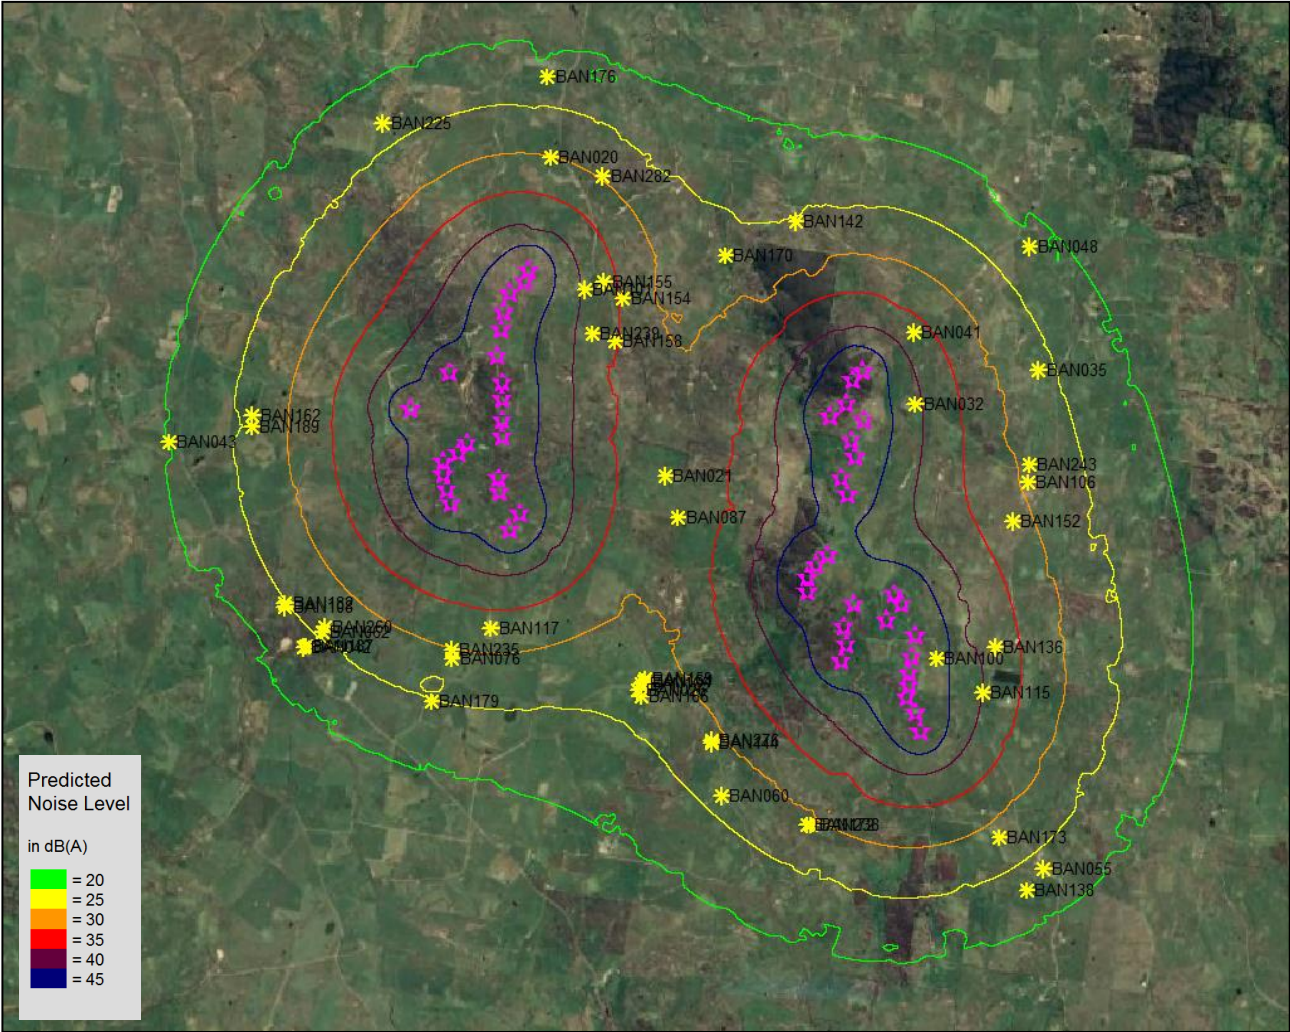 BAN176
BAN225
BAN020
BAN282
BAN142
BAN048
BAN170
BAN155
BAN154
BAN239
BAN158
BAN041
BAN035
BAN032
BAN162
BAN189
BAN043
BAN243
BAN021
BAN106
BAN087
BAN152
BAN117
BAN235
BAN076
BAN136
BAN100
BAN115
BAN179
BAN060
BAN173
BAN055
BAN138
Predicted
Noise Level
in dB(A)
= 20
= 25
= 30
= 35
= 40
= 45